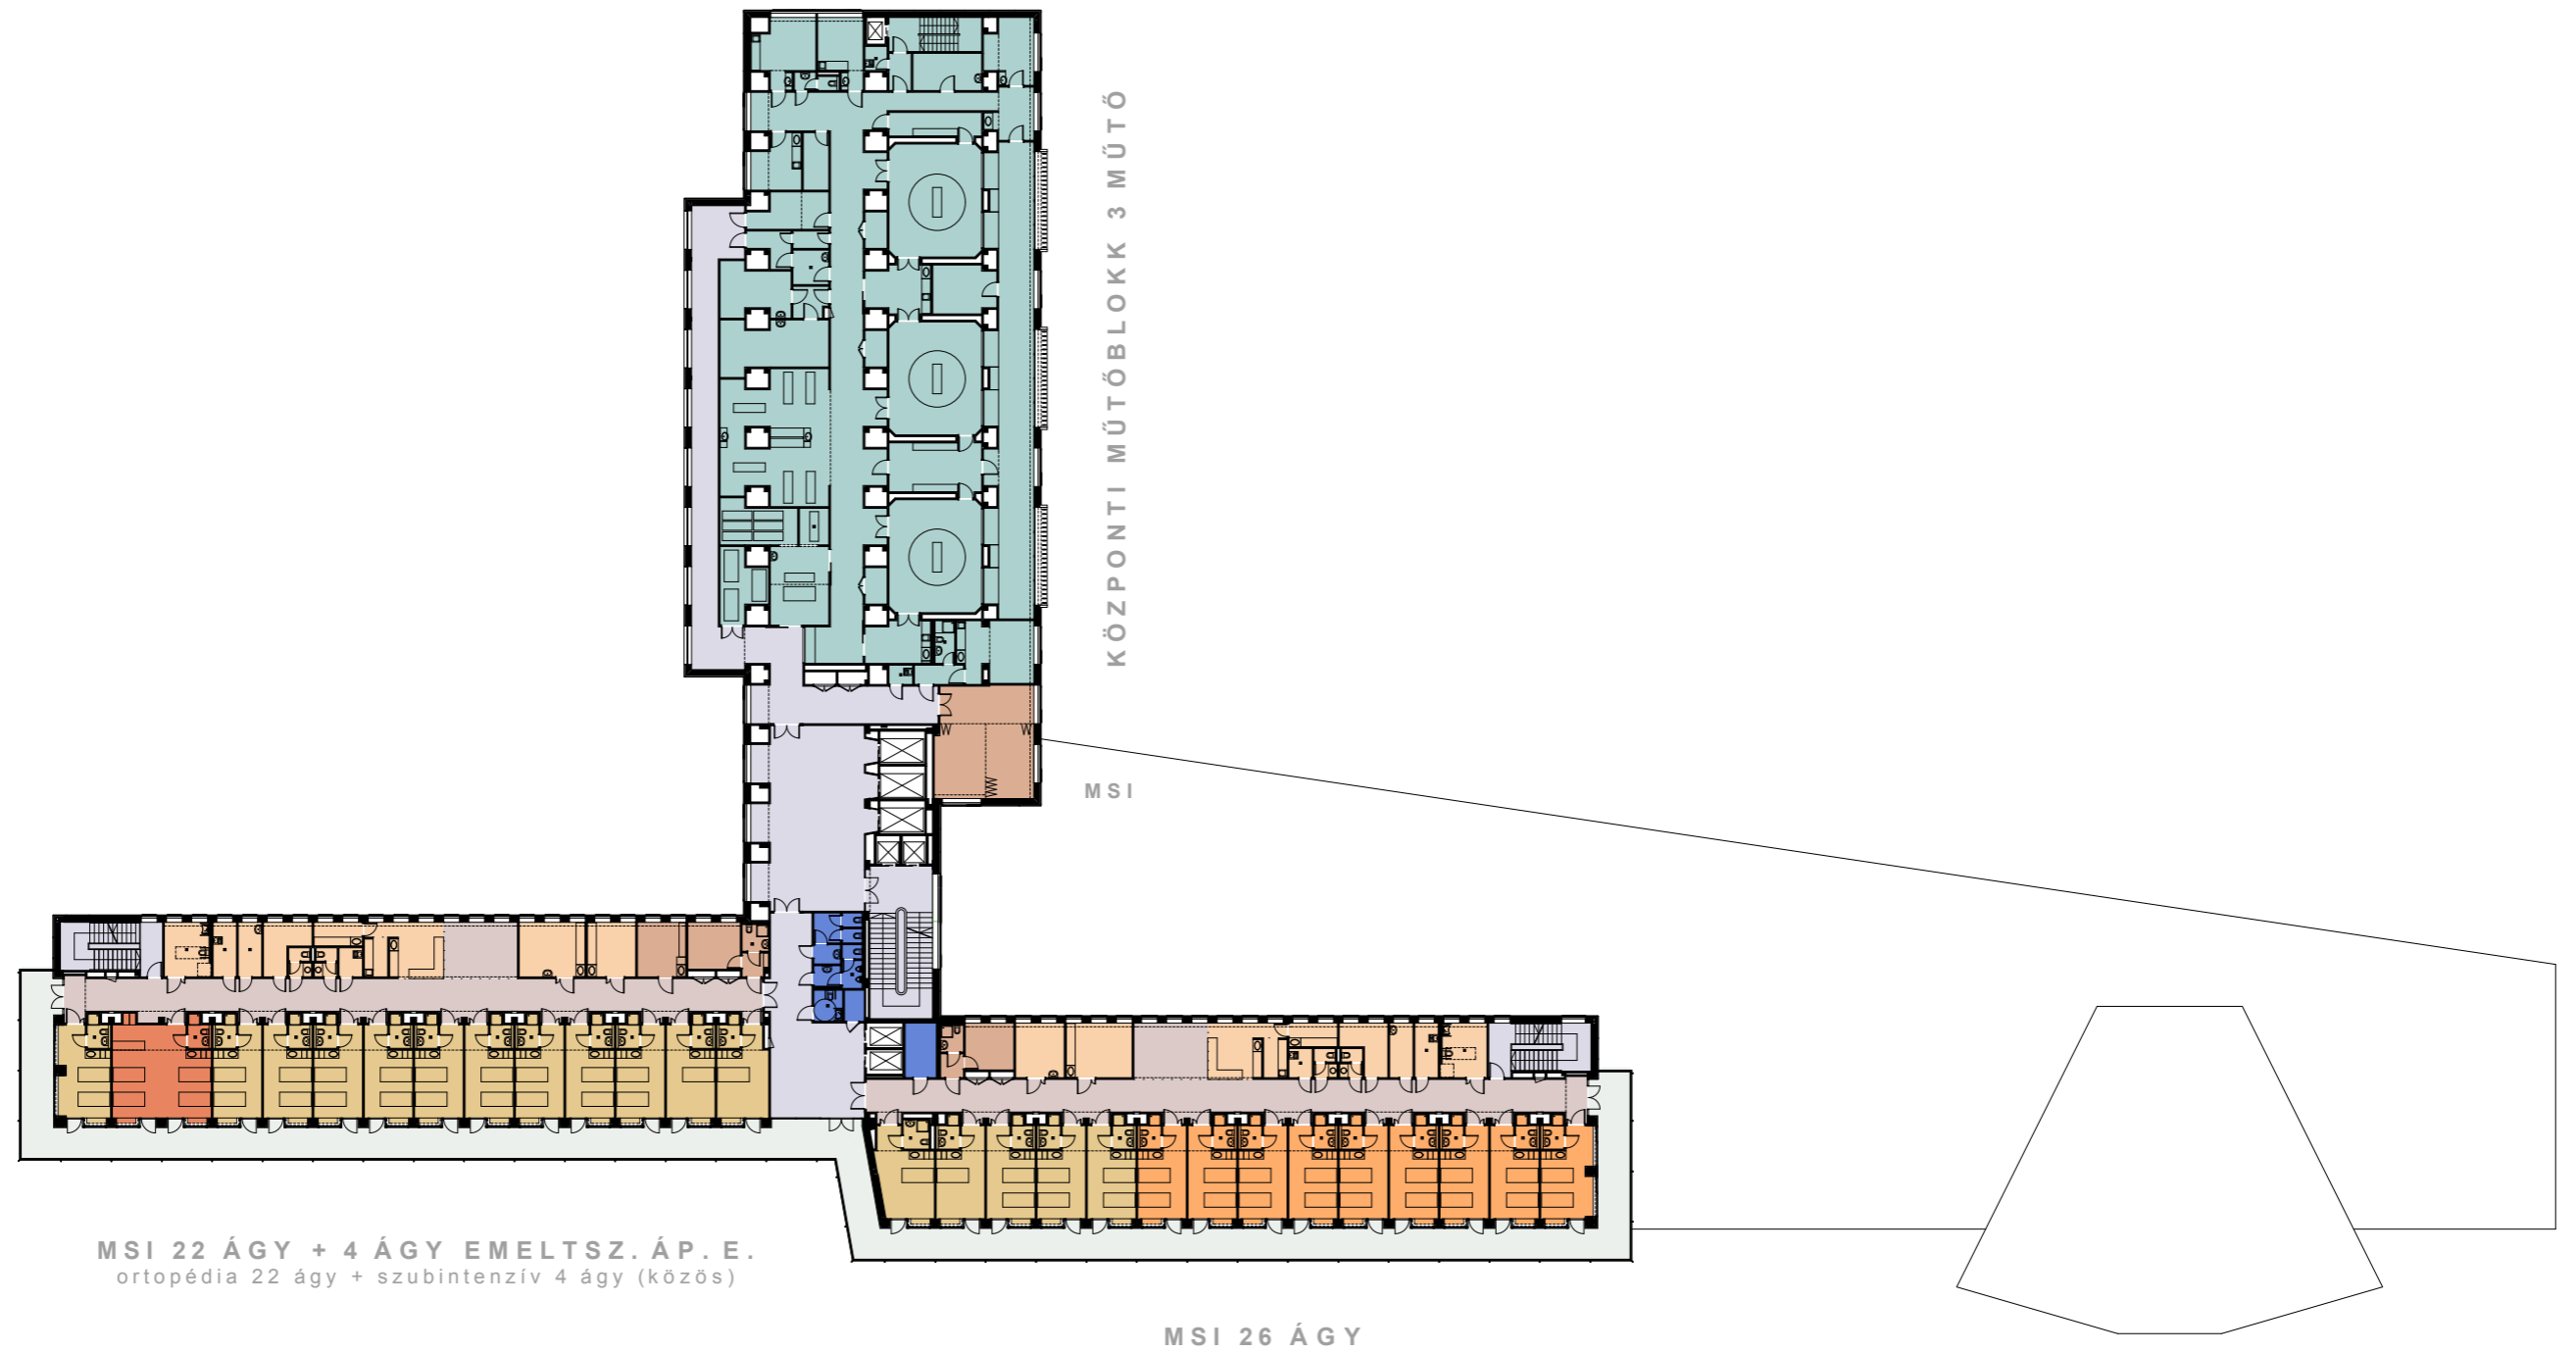 KÖZPONTI MŰTŐBLOKK 3 MŰTŐ
MSI
MSI 22 ÁGY + 4 ÁGY EMELTSZ. ÁP. E.
ortopédia 22 ágy + szubintenzív 4 ágy (közös)
MSI 26 ÁGY